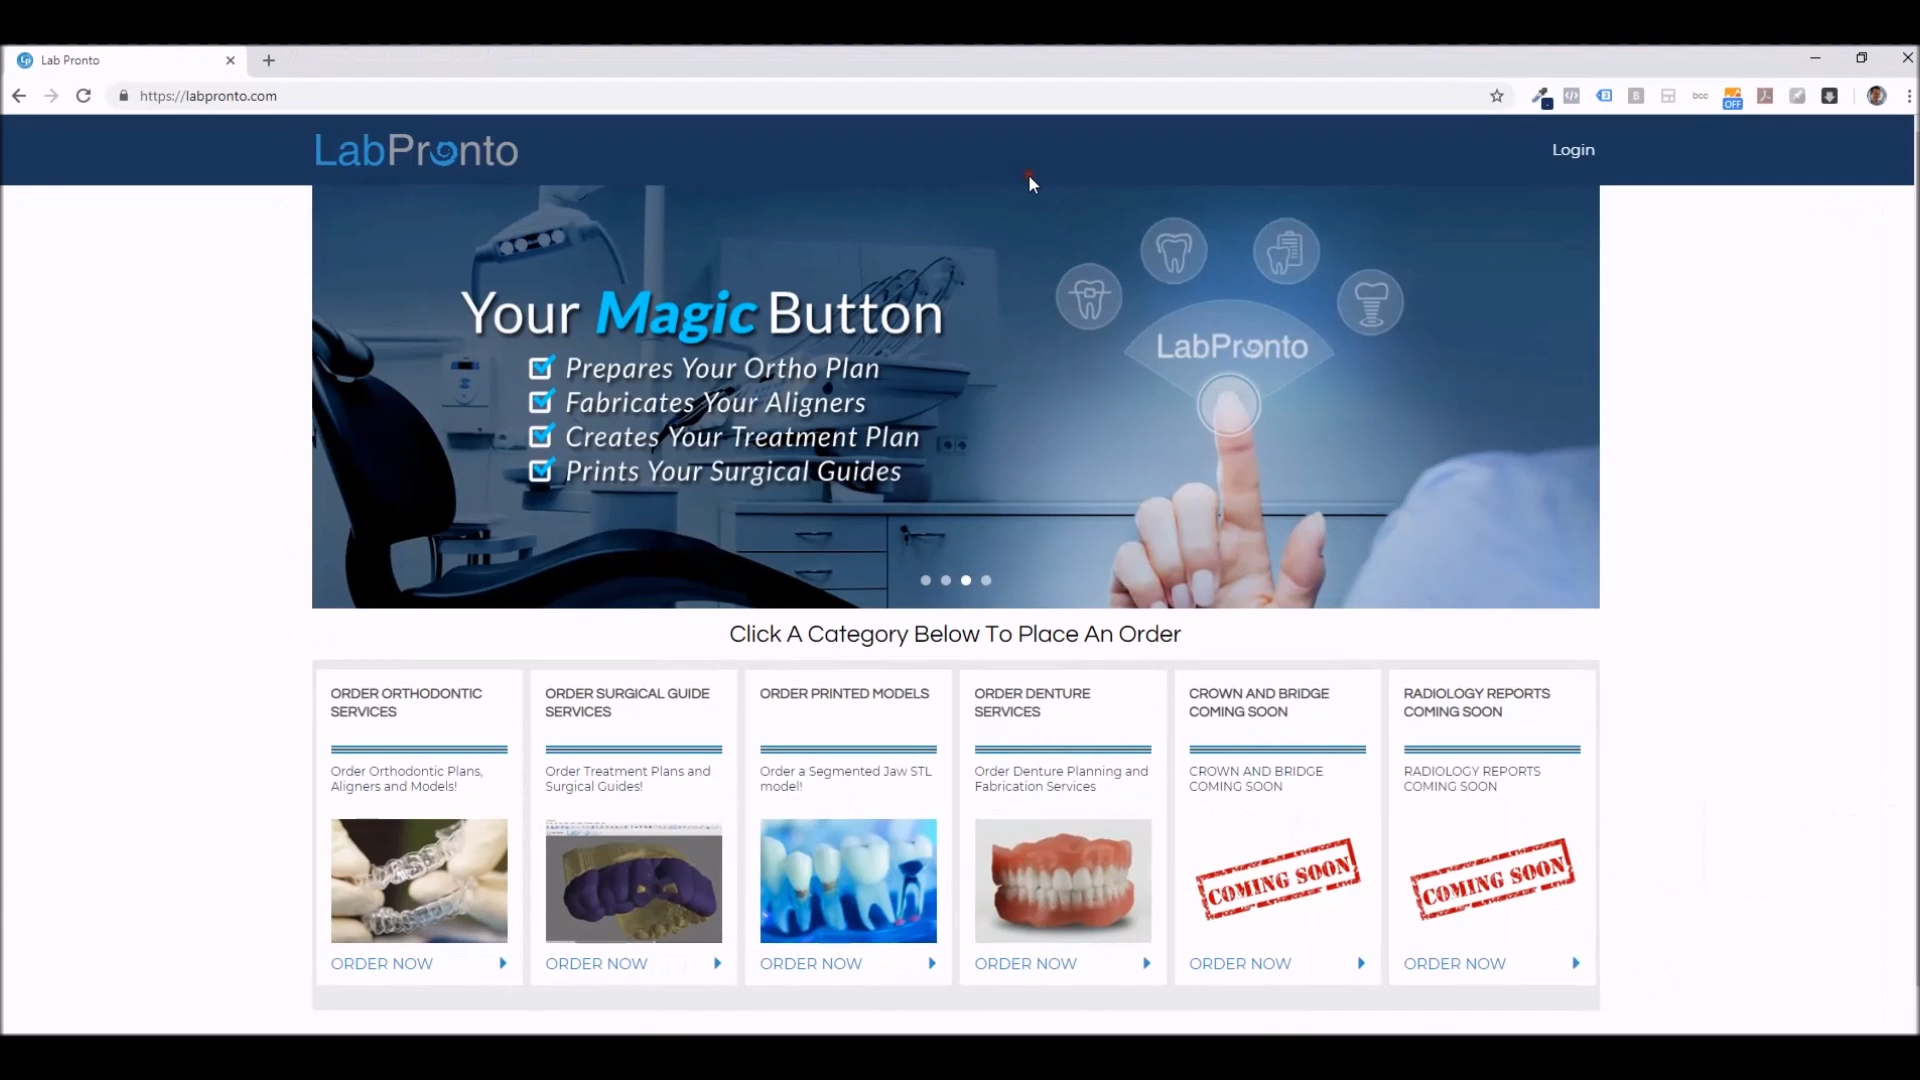 Lab Pronto
https://labpronto.com
bcc
OFF
LabPronto
Login
Your Magic Button
Prepares Your Ortho Plan
Fabricates Your Aligners
Creates Your Treatment Plan
Prints Your Surgical Guides
LabPronto
Click A Category Below To Place An Order
ORDER ORTHODONTIC
SERVICES
Order Orthodontic Plans,
Aligners and Models!
ORDER NOW
ORDER SURGICAL GUIDE
SERVICES
Order Treatment Plans and
Surgical Guides!
ORDER NOW
ORDER PRINTED MODELS
Order a Segmented Jaw STL
model!
ORDER NOW
ORDER DENTURE
SERVICES
Order Denture Planning and
Fabrication Services
ORDER NOW
CROWN AND BRIDGE
COMING SOON
CROWN AND BRIDGE
COMING SOON
COMING SOON
ORDER NOW
RADIOLOGY REPORTS
COMING SOON
RADIOLOGY REPORTS
COMING SOON
COMING SOON
ORDER NOW